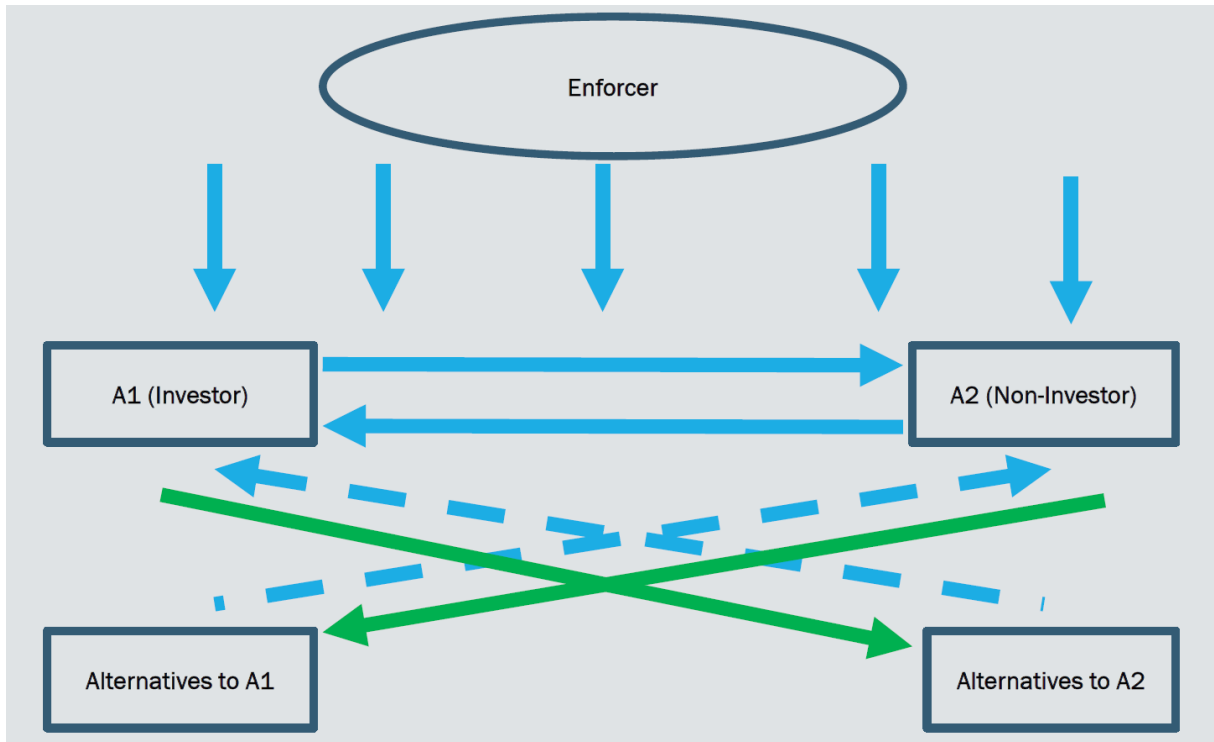 Enforcer
A1 (Investor)
A2 (Non-Investor)
Alternatives to A1
Alternatives to A2